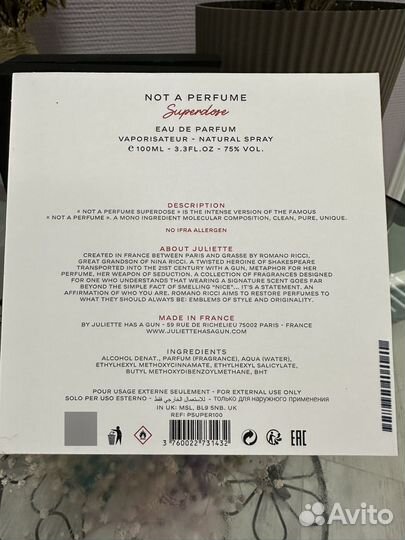 NOT A PERFUME
Superdose
EAU DE PARFUM
VAPORISATEUR - NATURAL SPRAY
℮ 100ML - 3.3FL.OZ - 75% VOL.
DESCRIPTION
« NOT A PERFUME SUPERDOSE » IS THE INTENSE VERSION OF THE FAMOUS
« NOT A PERFUME ». A MONO INGREDIENT MOLECULAR COMPOSITION, CLEAN, PURE, UNIQUE.
NO IFRA ALLERGEN
ABOUT JULIETTE
CREATED IN FRANCE BETWEEN PARIS AND GRASSE BY ROMANO RICCI,
GREAT GRANDSON OF NINA RICCI. A TWISTED HEROINE OF SHAKESPEARE
TRANSPORTED INTO THE 21ST CENTURY WITH A GUN, METAPHOR FOR HER
PERFUME, HER WEAPON OF SEDUCTION. A COLLECTION OF FRAGRANCES DESIGNED
FOR ONE WHO UNDERSTANDS THAT WEARING A SIGNATURE SCENT GOES FAR
BEYOND THE SIMPLE FACT OF SMELLING "NICE"... IT'S A STATEMENT. AN
AFFIRMATION OF WHO YOU ARE. ROMANO RICCI AIMS TO RESTORE PERFUMES TO
WHAT THEY SHOULD ALWAYS BE: EMBLEMS OF STYLE AND ORIGINALITY.
MADE IN FRANCE
BY JULIETTE HAS A GUN - 59 RUE DE RICHELIEU 75002 PARIS - FRANCE
WWW.JULIETTEHASAGUN.COM
INGREDIENTS
ALCOHOL DENAT., PARFUM (FRAGRANCE), AQUA (WATER),
ETHYLHEXYL METHOXYCINNAMATE, ETHYLHEXYL SALICYLATE,
BUTYL METHOXYDIBENZOYLMETHANE, BHT
POUR USAGE EXTERNE SEULEMENT - FOR EXTERNAL USE ONLY
SOLO PER USO ESTERNO - للاستعمال الخارجي فقط - только для наружного применения
IN UK: MSL, BL9 5NB. UK
REF: PSUPER100
3 760022 731432
EAC
Avito